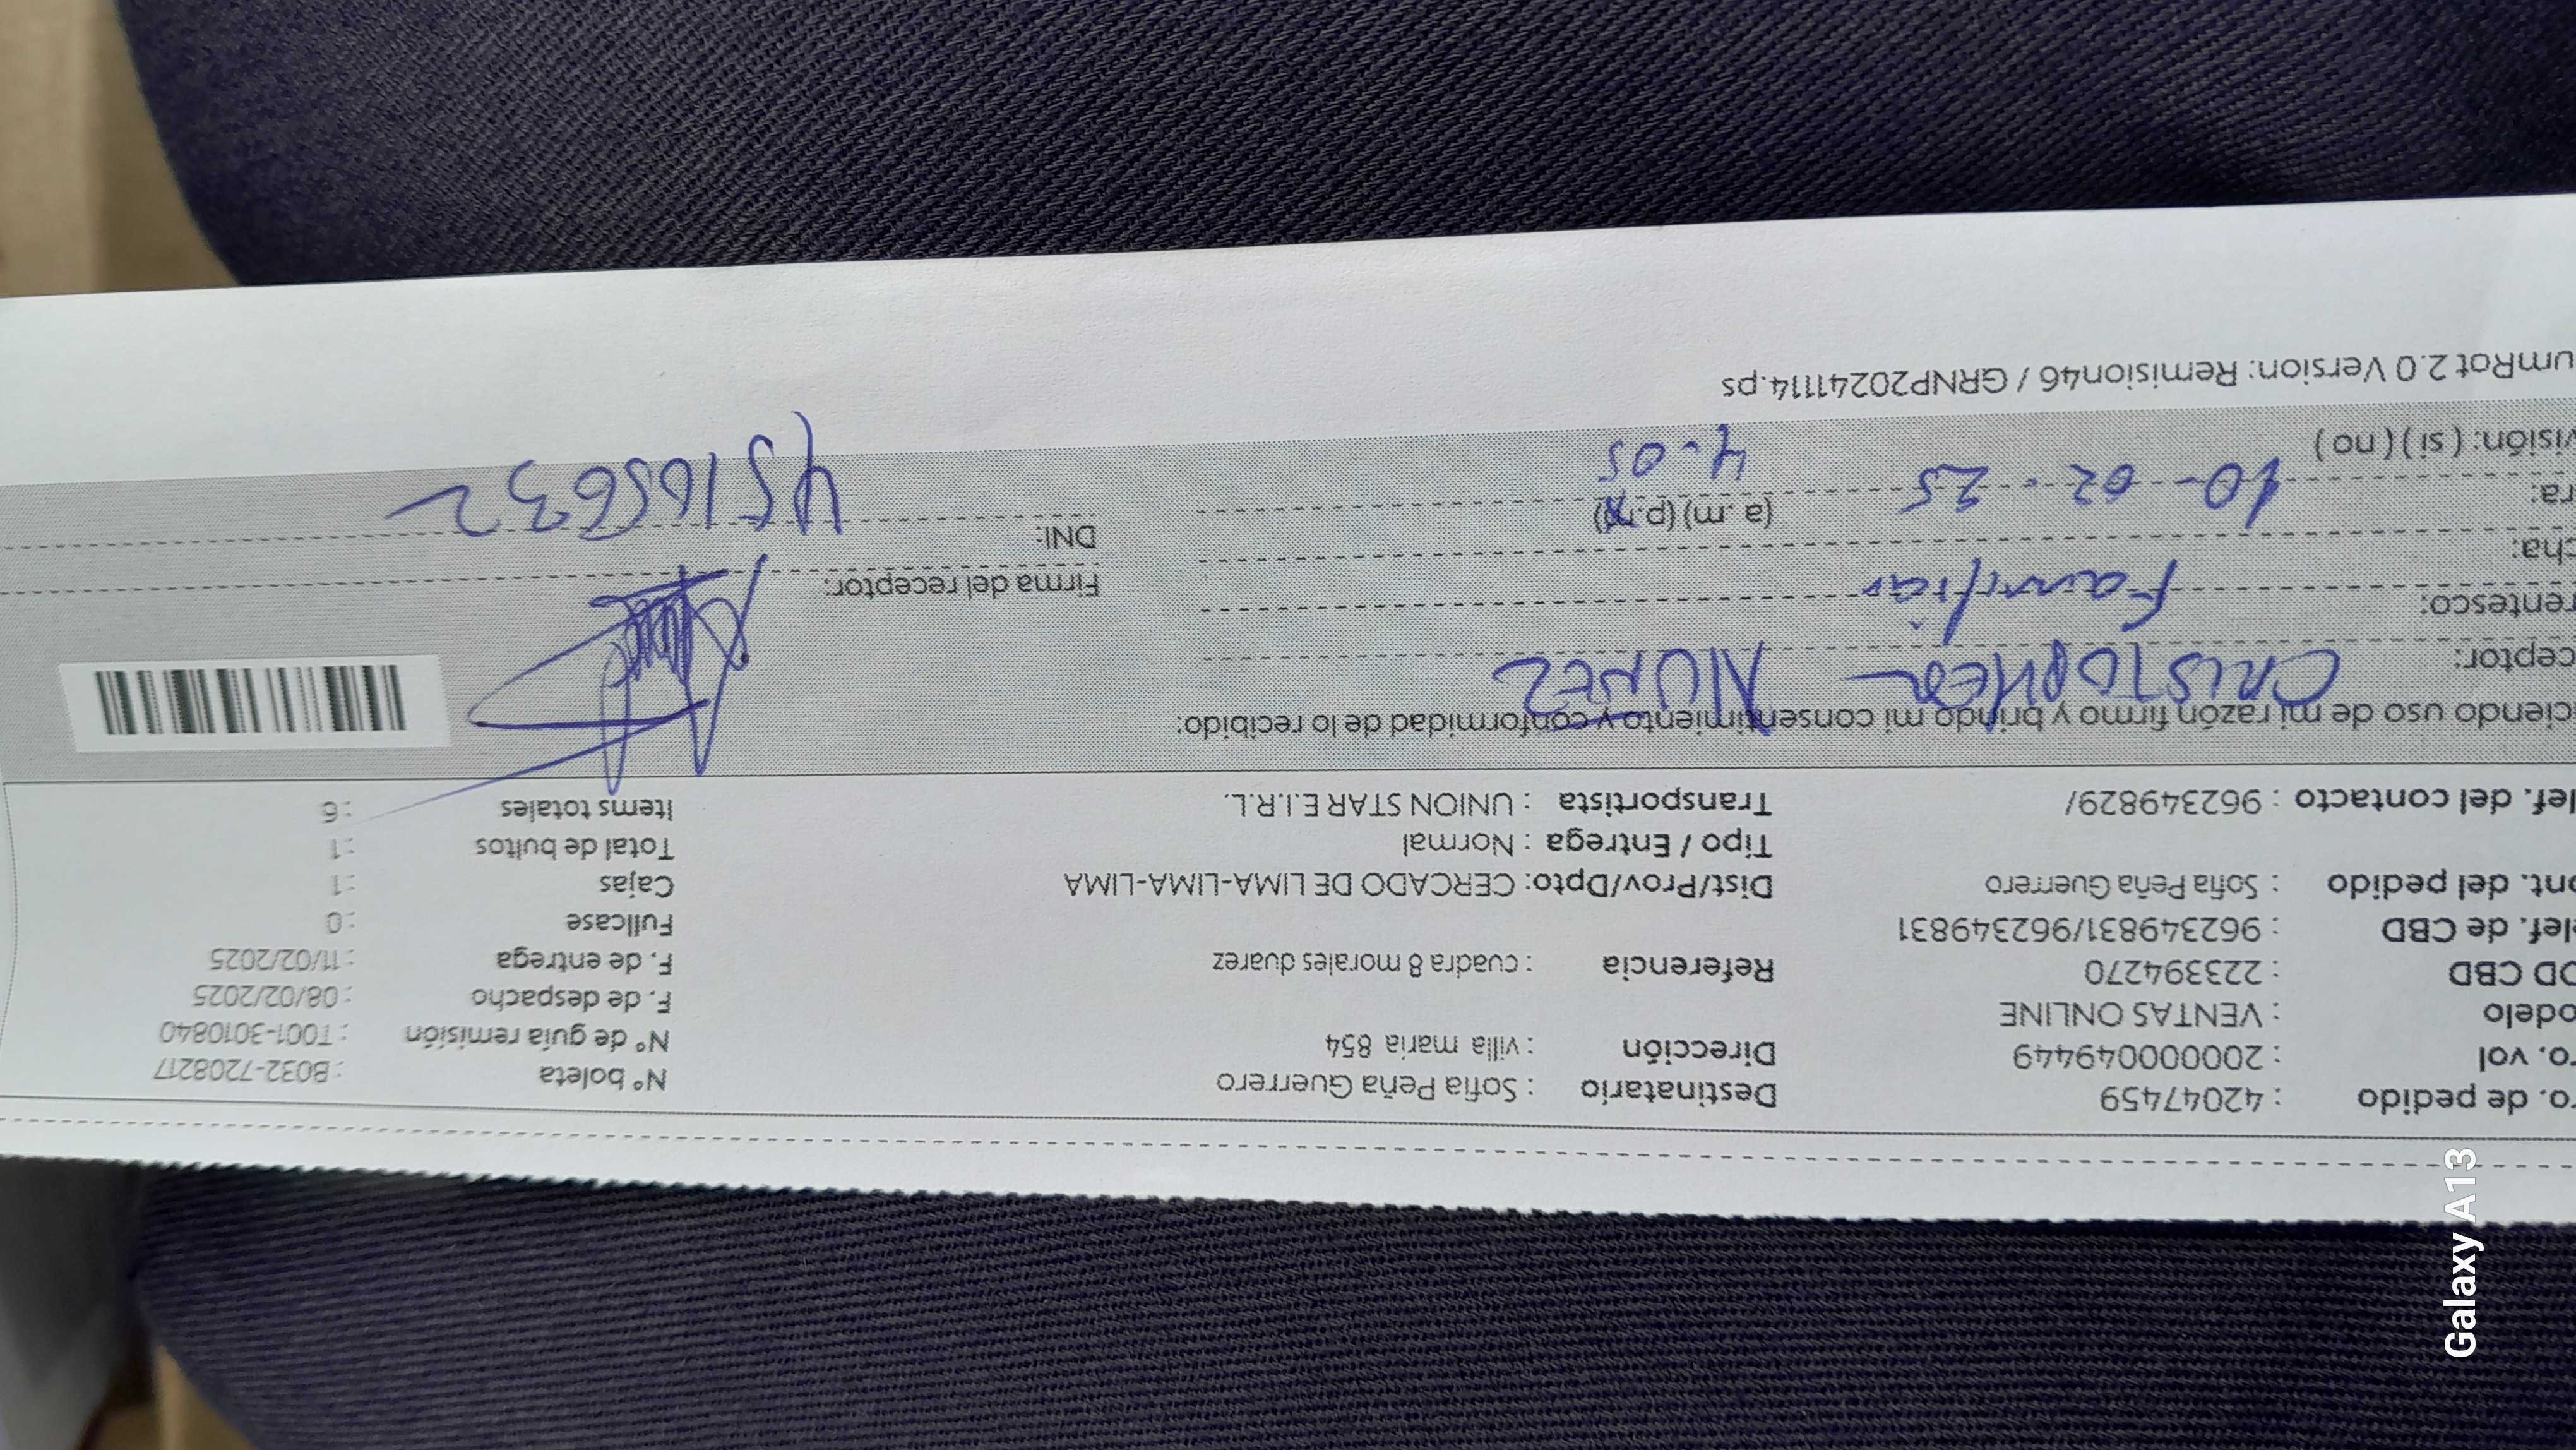 ro. de pedido : 42047459 Destinatario : Sofia Peña Guerrero N° boleta : B032-7208217
ro. vol : 20000004949449 Dirección : villa maria 854 N° de guía remisión : T001-3010840
odelo : VENTAS ONLINE F. de despacho : 08/02/2025
OD CBD : 223394270 Referencia : cuadra 8 morales duarez F. de entrega : 11/02/2025
elef. de CBD : 962349831/962349831 Fullcase : 0
ont. del pedido : Sofia Peña Guerrero Dist/Prov/Dpto: CERCADO DE LIMA-LIMA-LIMA Cajas : 1
Tipo / Entrega : Normal Total de bultos : 1
lef. del contacto : 962349829/ Transportista : UNION STAR E.I.R.L. Items totales : 6
ciendo uso de mi razón firmo y brindo mi consentimiento y conformidad de lo recibido:
ceptor: CRISTOPHER NUÑEZ
rentesco: Familiar Firma del receptor:
cha: 10-02-25 DNI: 45165632
ra: (a.m) (p.m) 4-05
visión: ( si ) ( no )
umRot 2.0 Version: Remision46 / GRNP20241114.ps
Galaxy A13